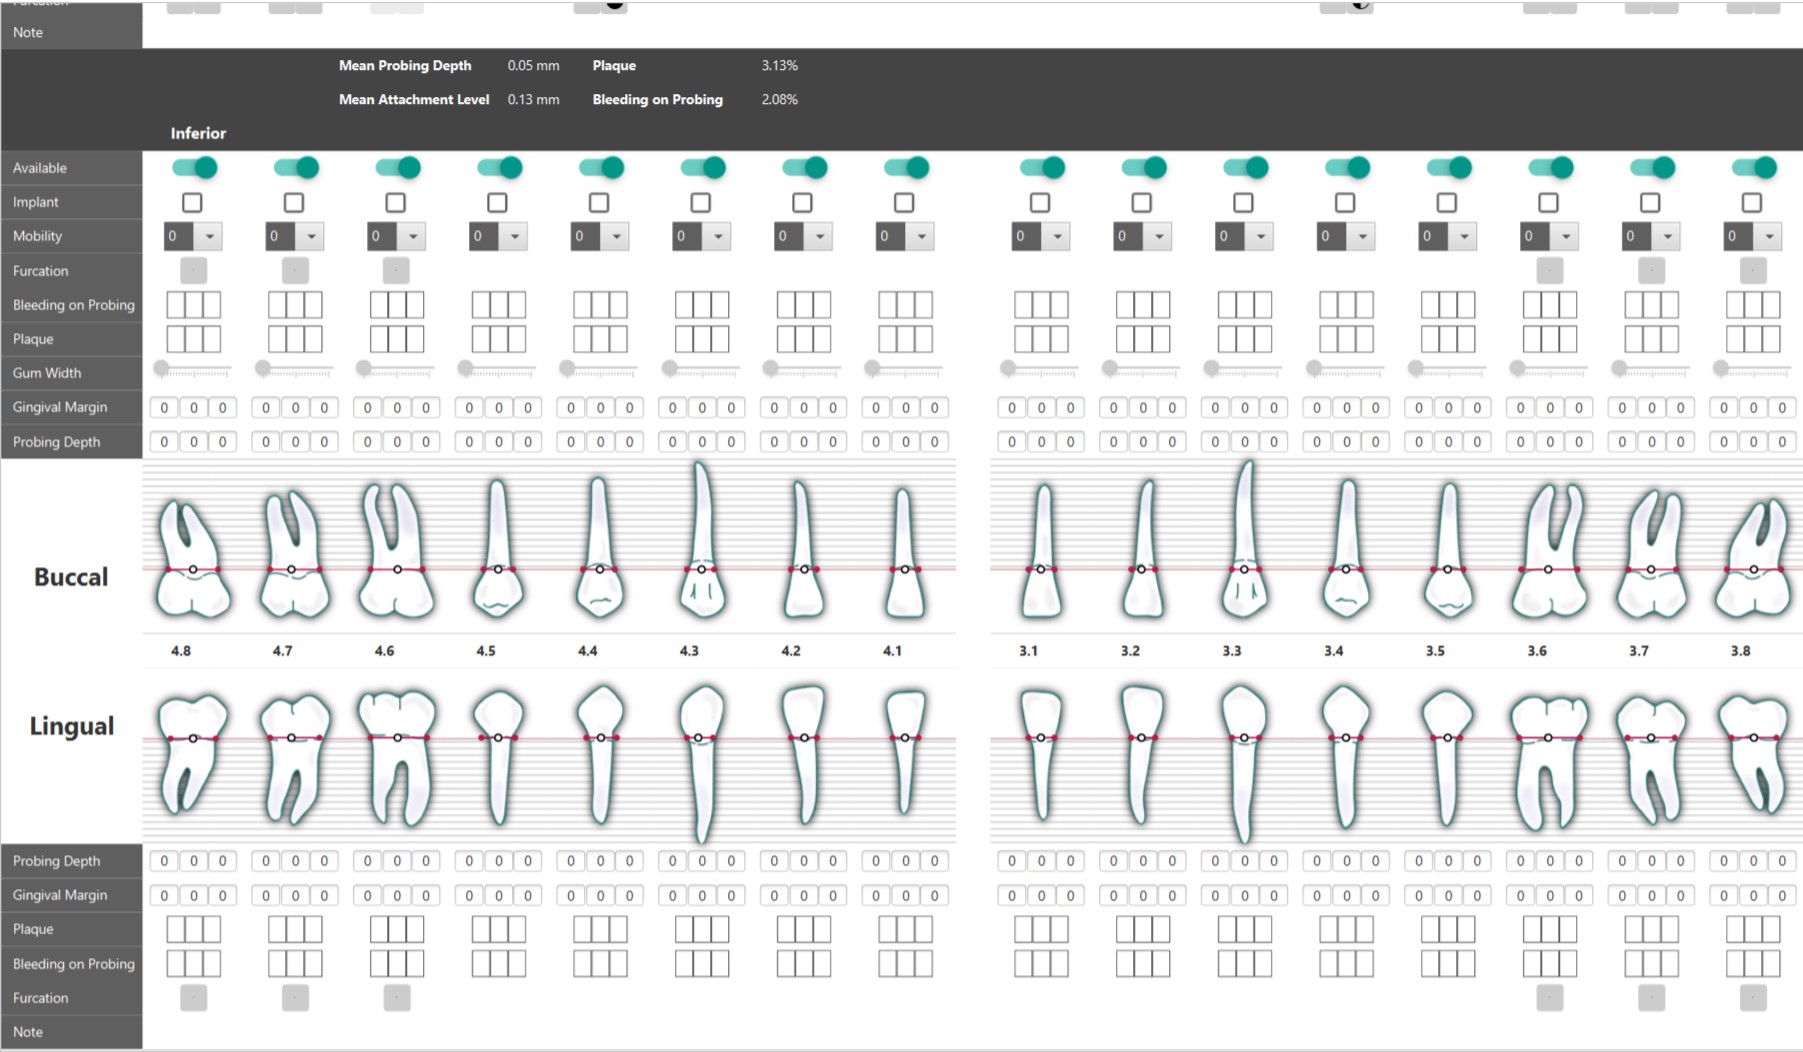 Furcation
Note
Mean Probing Depth 0.05 mm Plaque 3.13%
Mean Attachment Level 0.13 mm Bleeding on Probing 2.08%
Inferior
Available
Implant
Mobility 0 0 0 0 0 0 0 0 0 0 0 0 0 0 0 0
Furcation
Bleeding on Probing
Plaque
Gum Width
Gingival Margin 0 0 0 0 0 0 0 0 0 0 0 0 0 0 0 0 0 0 0 0 0 0 0 0 0 0 0 0 0 0 0 0 0 0 0 0 0 0 0 0 0 0 0 0 0 0 0 0
Probing Depth 0 0 0 0 0 0 0 0 0 0 0 0 0 0 0 0 0 0 0 0 0 0 0 0 0 0 0 0 0 0 0 0 0 0 0 0 0 0 0 0 0 0 0 0 0 0 0 0
Buccal
4.8 4.7 4.6 4.5 4.4 4.3 4.2 4.1 3.1 3.2 3.3 3.4 3.5 3.6 3.7 3.8
Lingual
Probing Depth 0 0 0 0 0 0 0 0 0 0 0 0 0 0 0 0 0 0 0 0 0 0 0 0 0 0 0 0 0 0 0 0 0 0 0 0 0 0 0 0 0 0 0 0 0 0 0 0
Gingival Margin 0 0 0 0 0 0 0 0 0 0 0 0 0 0 0 0 0 0 0 0 0 0 0 0 0 0 0 0 0 0 0 0 0 0 0 0 0 0 0 0 0 0 0 0 0 0 0 0
Plaque
Bleeding on Probing
Furcation
Note